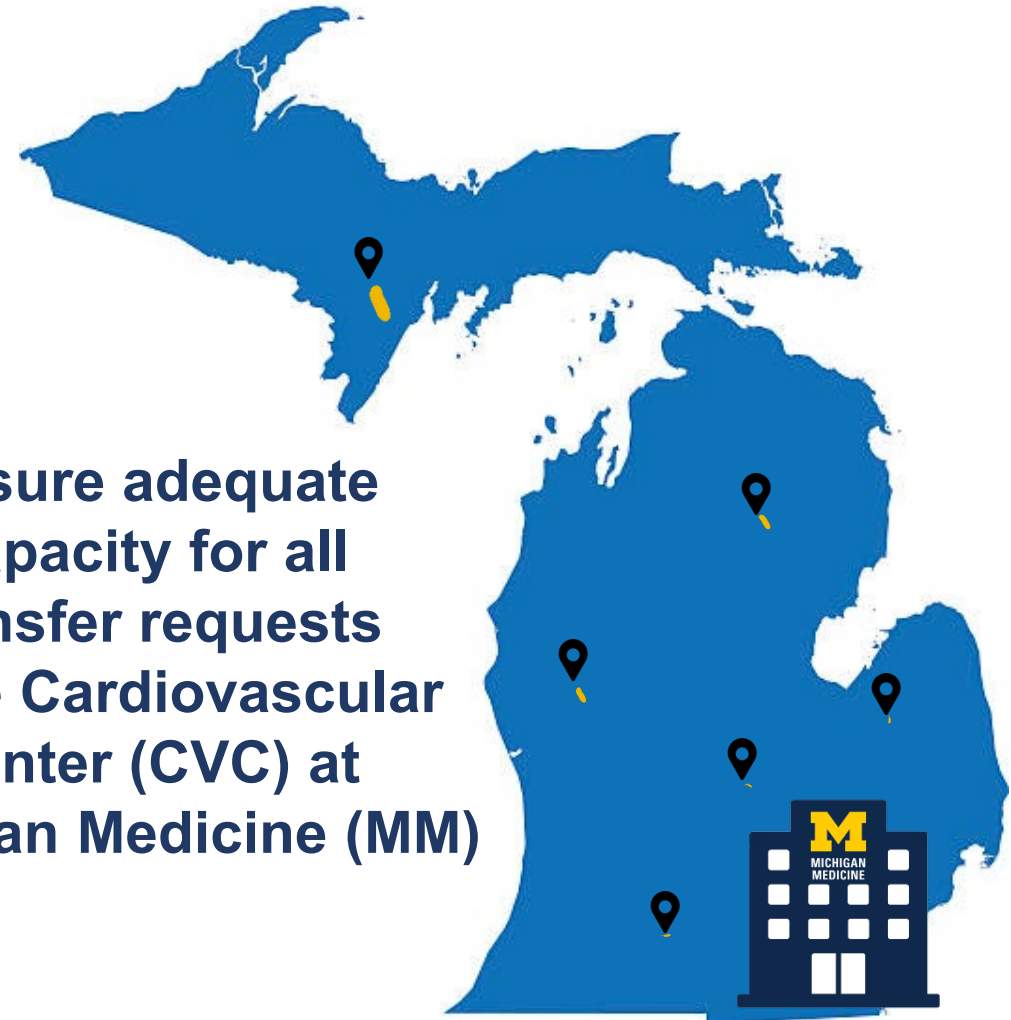 sure adequate
pacity for all
nsfer requests
e Cardiovascular
nter (CVC) at
an Medicine (MM)
M
MICHIGAN
MEDICINE